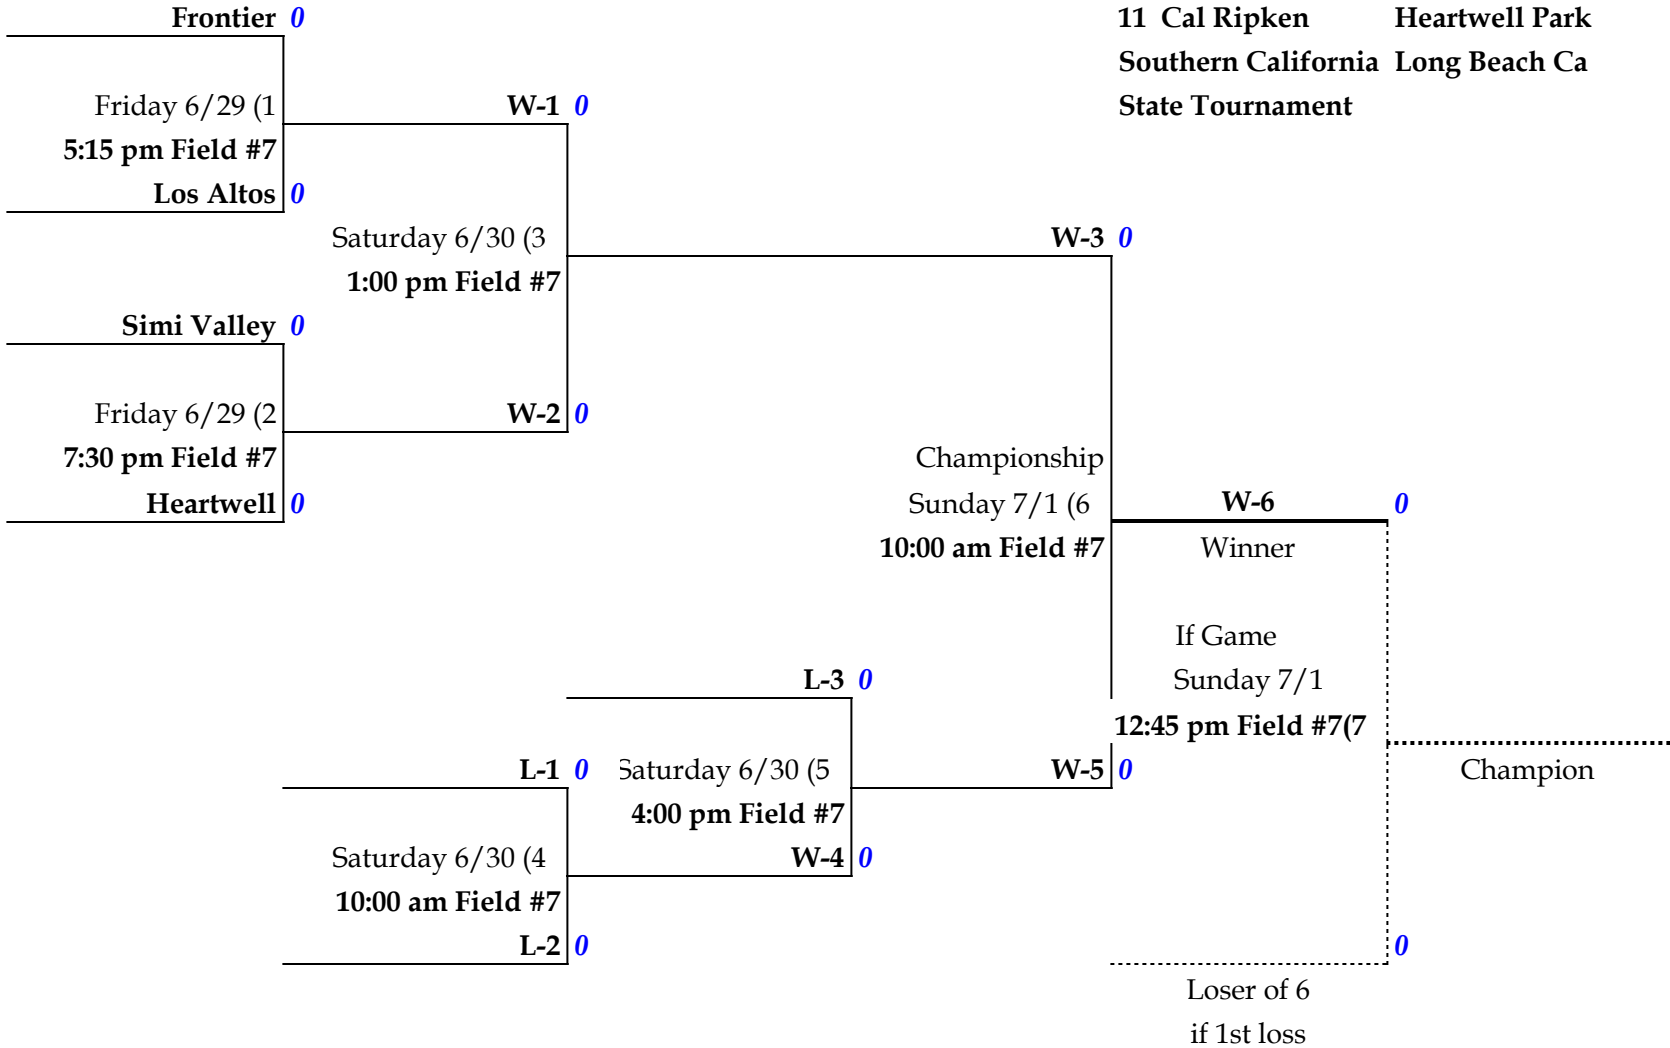 Frontier 0
11 Cal Ripken Heartwell Park
Southern California Long Beach Ca
State Tournament
Friday 6/29 (1
W-1 0
5:15 pm Field #7
Los Altos 0
Saturday 6/30 (3
W-3 0
1:00 pm Field #7
Simi Valley 0
Friday 6/29 (2
W-2 0
7:30 pm Field #7
Heartwell 0
Championship
Sunday 7/1 (6
10:00 am Field #7
W-6 0
Winner
If Game
Sunday 7/1
12:45 pm Field #7(7
L-3 0
L-1 0
Saturday 6/30 (5
W-5 0
Champion
4:00 pm Field #7
Saturday 6/30 (4
W-4 0
10:00 am Field #7
L-2 0
0
Loser of 6
if 1st loss